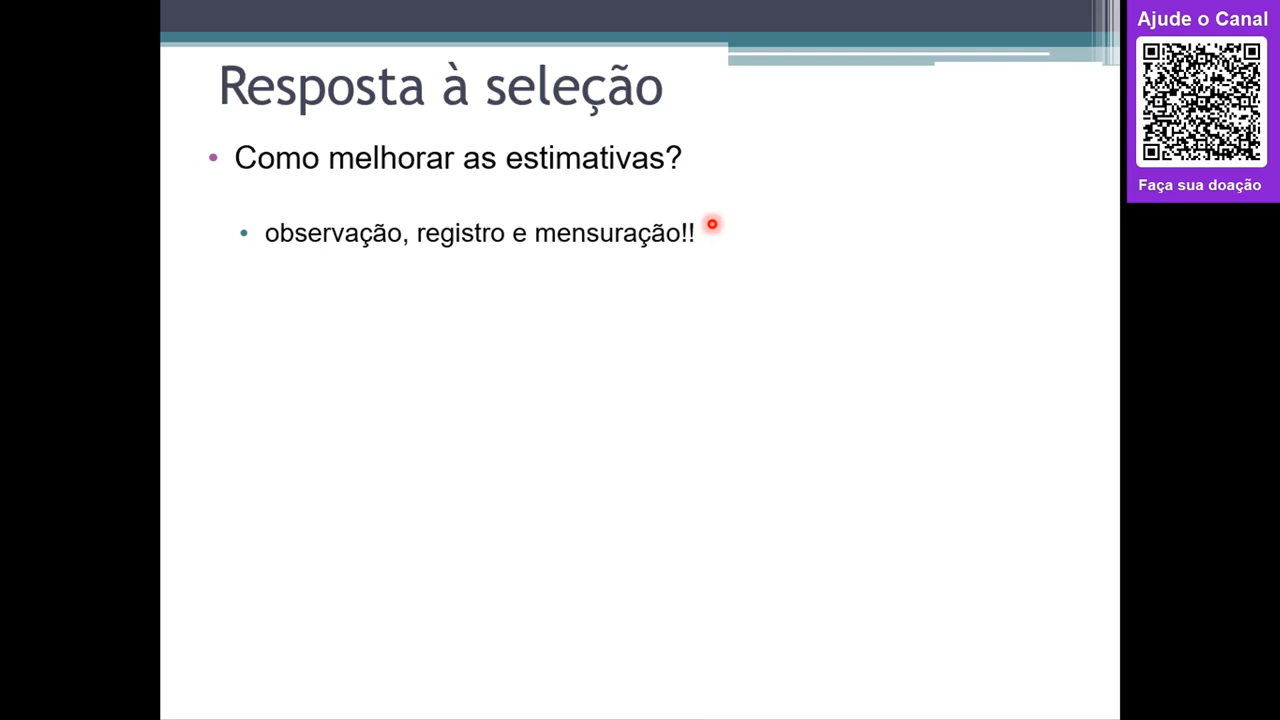 Resposta à seleção
Como melhorar as estimativas?
observação, registro e mensuração!!
Ajude o Canal
Faça sua doação